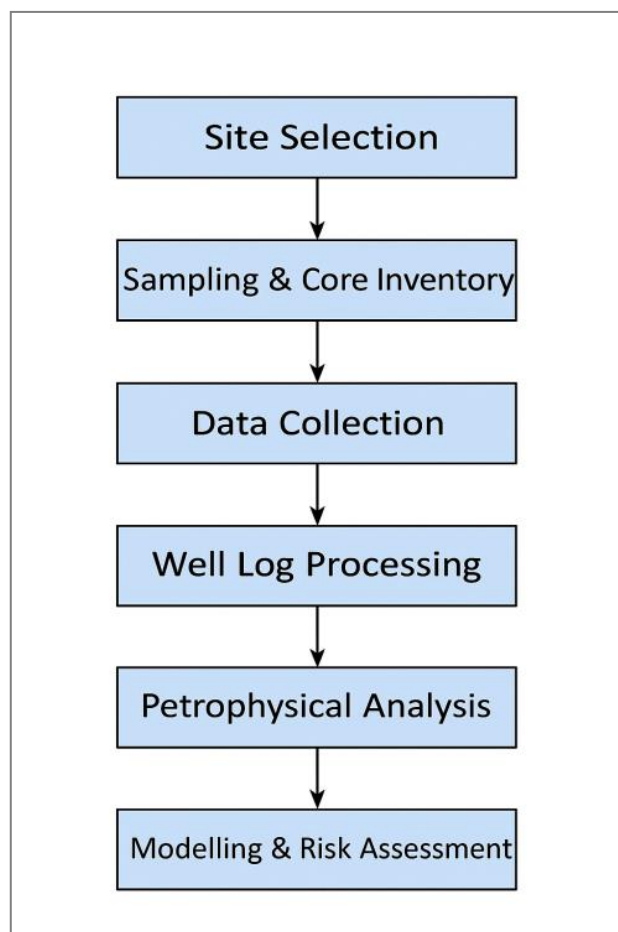 Site Selection
Sampling & Core Inventory
Data Collection
Well Log Processing
Petrophysical Analysis
Modelling & Risk Assessment